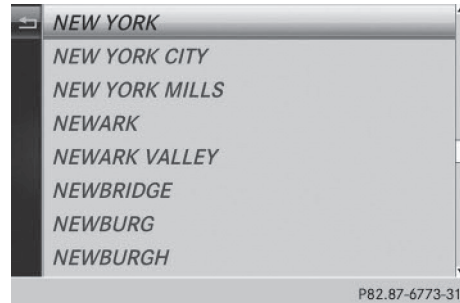 NEW YORK
NEW YORK CITY
NEW YORK MILLS
NEWARK
NEWARK VALLEY
NEWBRIDGE
NEWBURG
NEWBURGH
P82.87-6773-31